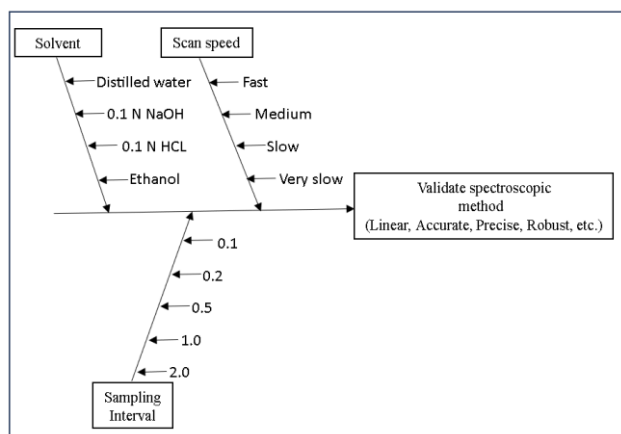 Solvent
Scan speed
Distilled water
Fast
0.1 N NaOH
Medium
0.1 N HCL
Slow
Ethanol
Very slow
Validate spectroscopic
method
(Linear, Accurate, Precise, Robust, etc.)
0.1
0.2
0.5
1.0
2.0
Sampling
Interval